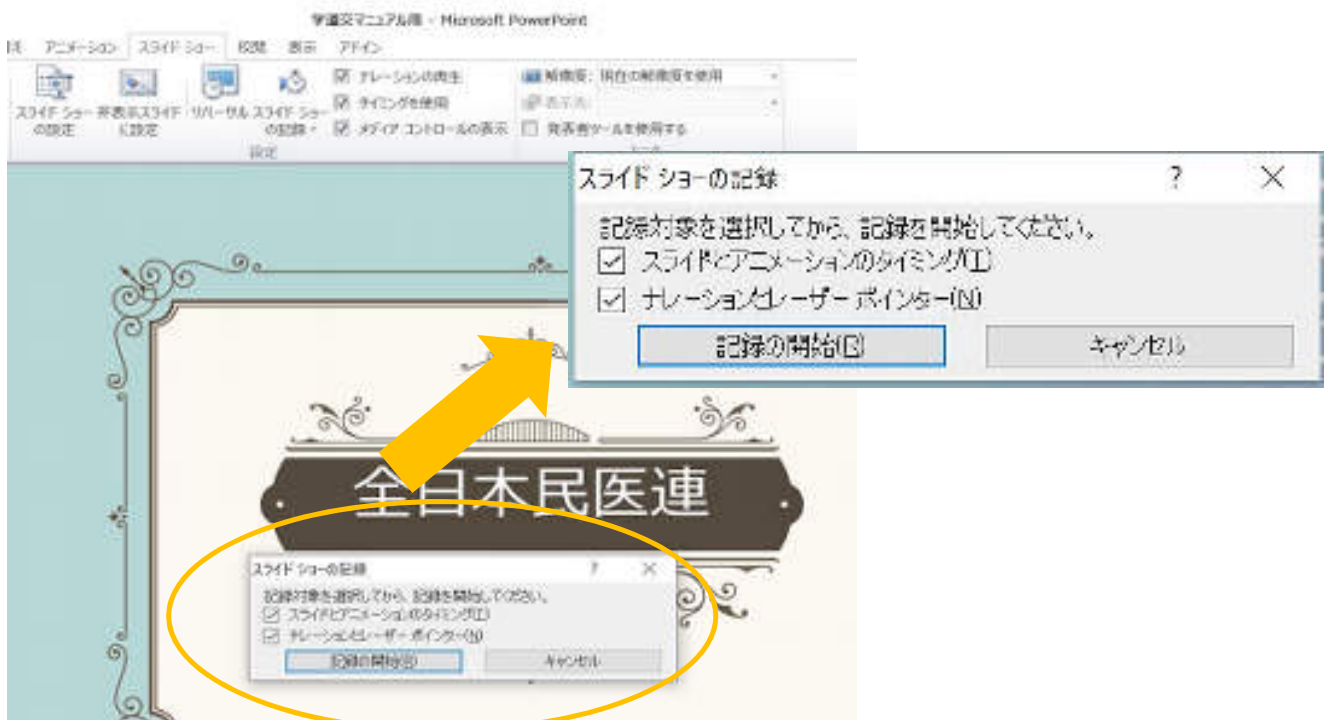 学運交マニュアル用 - Microsoft PowerPoint
アニメーション スライド ショー 校閲 表示 アドイン
スライド ショーの設定
非表示スライドに設定
リハーサル
スライド ショーの記録
ナレーションの再生
タイミングを使用
メディア コントロールの表示
設定
解像度: 現在の解像度を使用
発表者ツールを使用する
スライド ショーの記録 ?
記録対象を選択してから、記録を開始してください。
スライドとアニメーションのタイミング(T)
ナレーションとレーザー ポインター(N)
記録の開始(R) キャンセル
全日本民医連
スライド ショーの記録 ?
記録対象を選択してから、記録を開始してください。
スライドとアニメーションのタイミング(T)
ナレーションとレーザー ポインター(N)
記録の開始(R) キャンセル